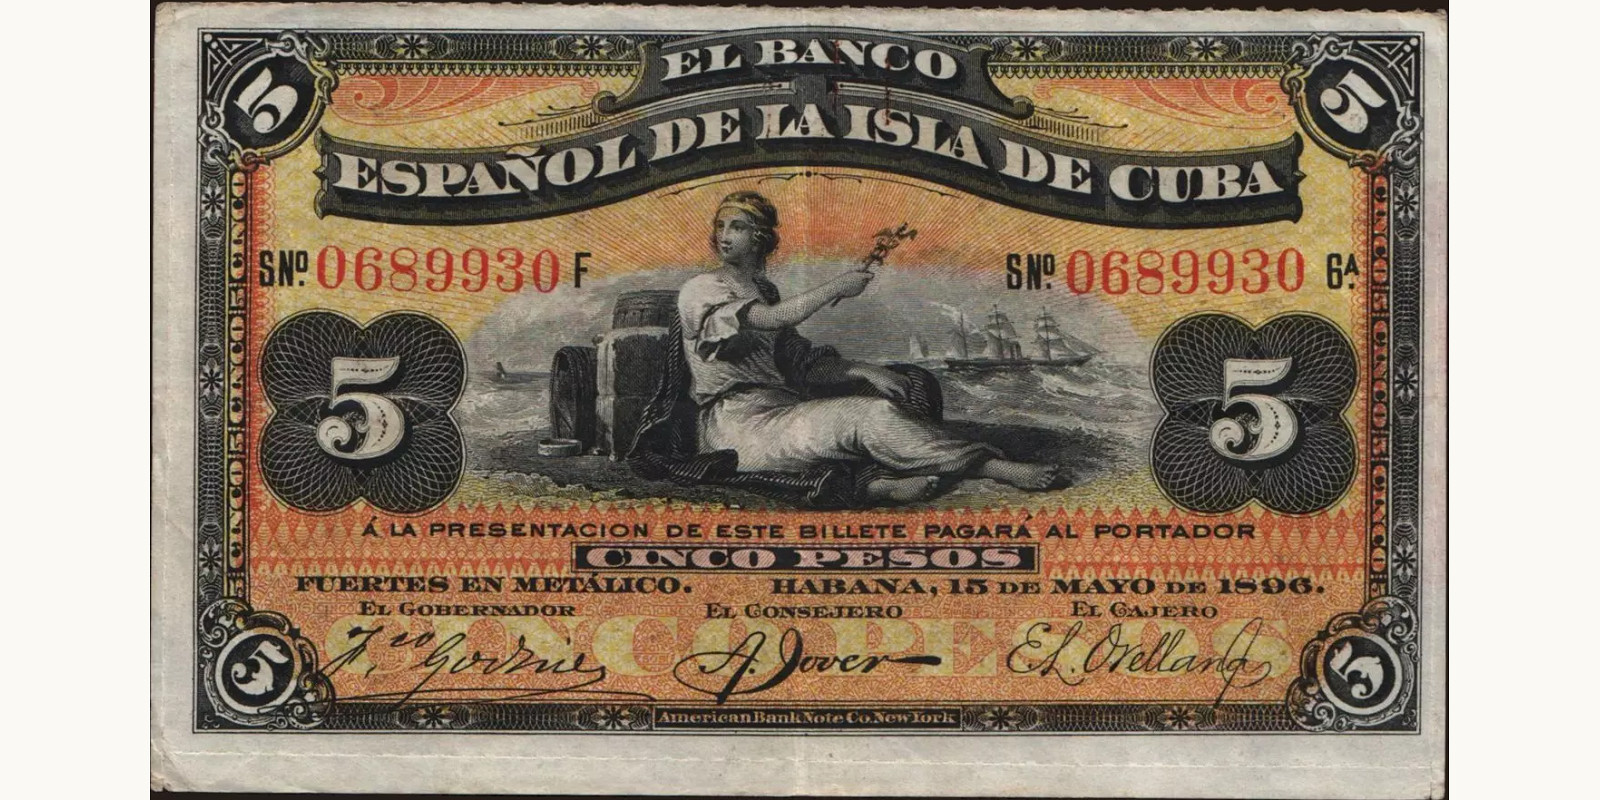 EL BANCO
ESPAÑOL DE LA ISLA DE CUBA
5 5
SNº. 0689930 F SNº. 0689930 6ª.
5 5
Á LA PRESENTACION DE ESTE BILLETE PAGARÁ AL PORTADOR
CINCO PESOS
FUERTES EN METÁLICO. HABANA, 15 DE MAYO DE 1896.
EL GOBERNADOR EL CONSEJERO EL CAJERO
CINCO PESOS
A. Jover E. L. Orellana
5 5
American Bank Note Co. New York